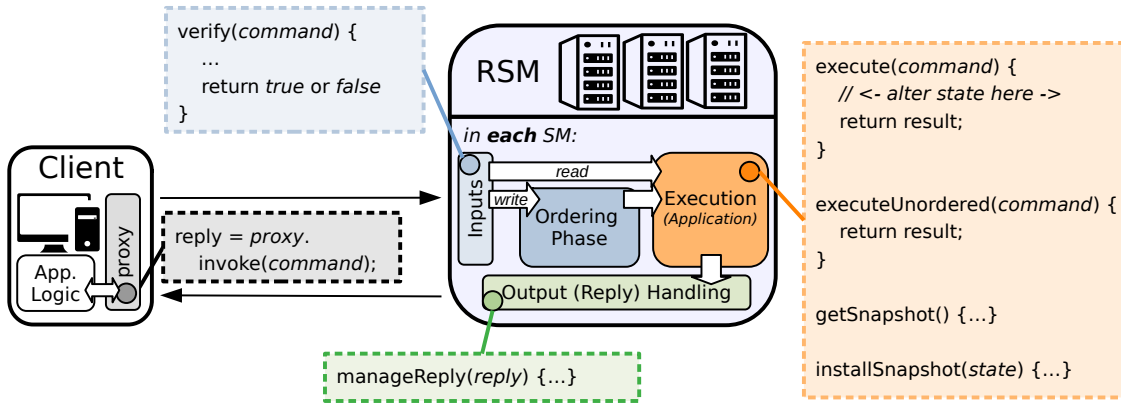 verify(command) {
...
return true or false
}
RSM
in each SM:
Inputs
read
write
Ordering
Phase
Execution
(Application)
Output (Reply) Handling
Client
App.
Logic
proxy
reply = proxy.
invoke(command);
manageReply(reply) {...}
execute(command) {
// <- alter state here ->
return result;
}
executeUnordered(command) {
return result;
}
getSnapshot() {...}
installSnapshot(state) {...}